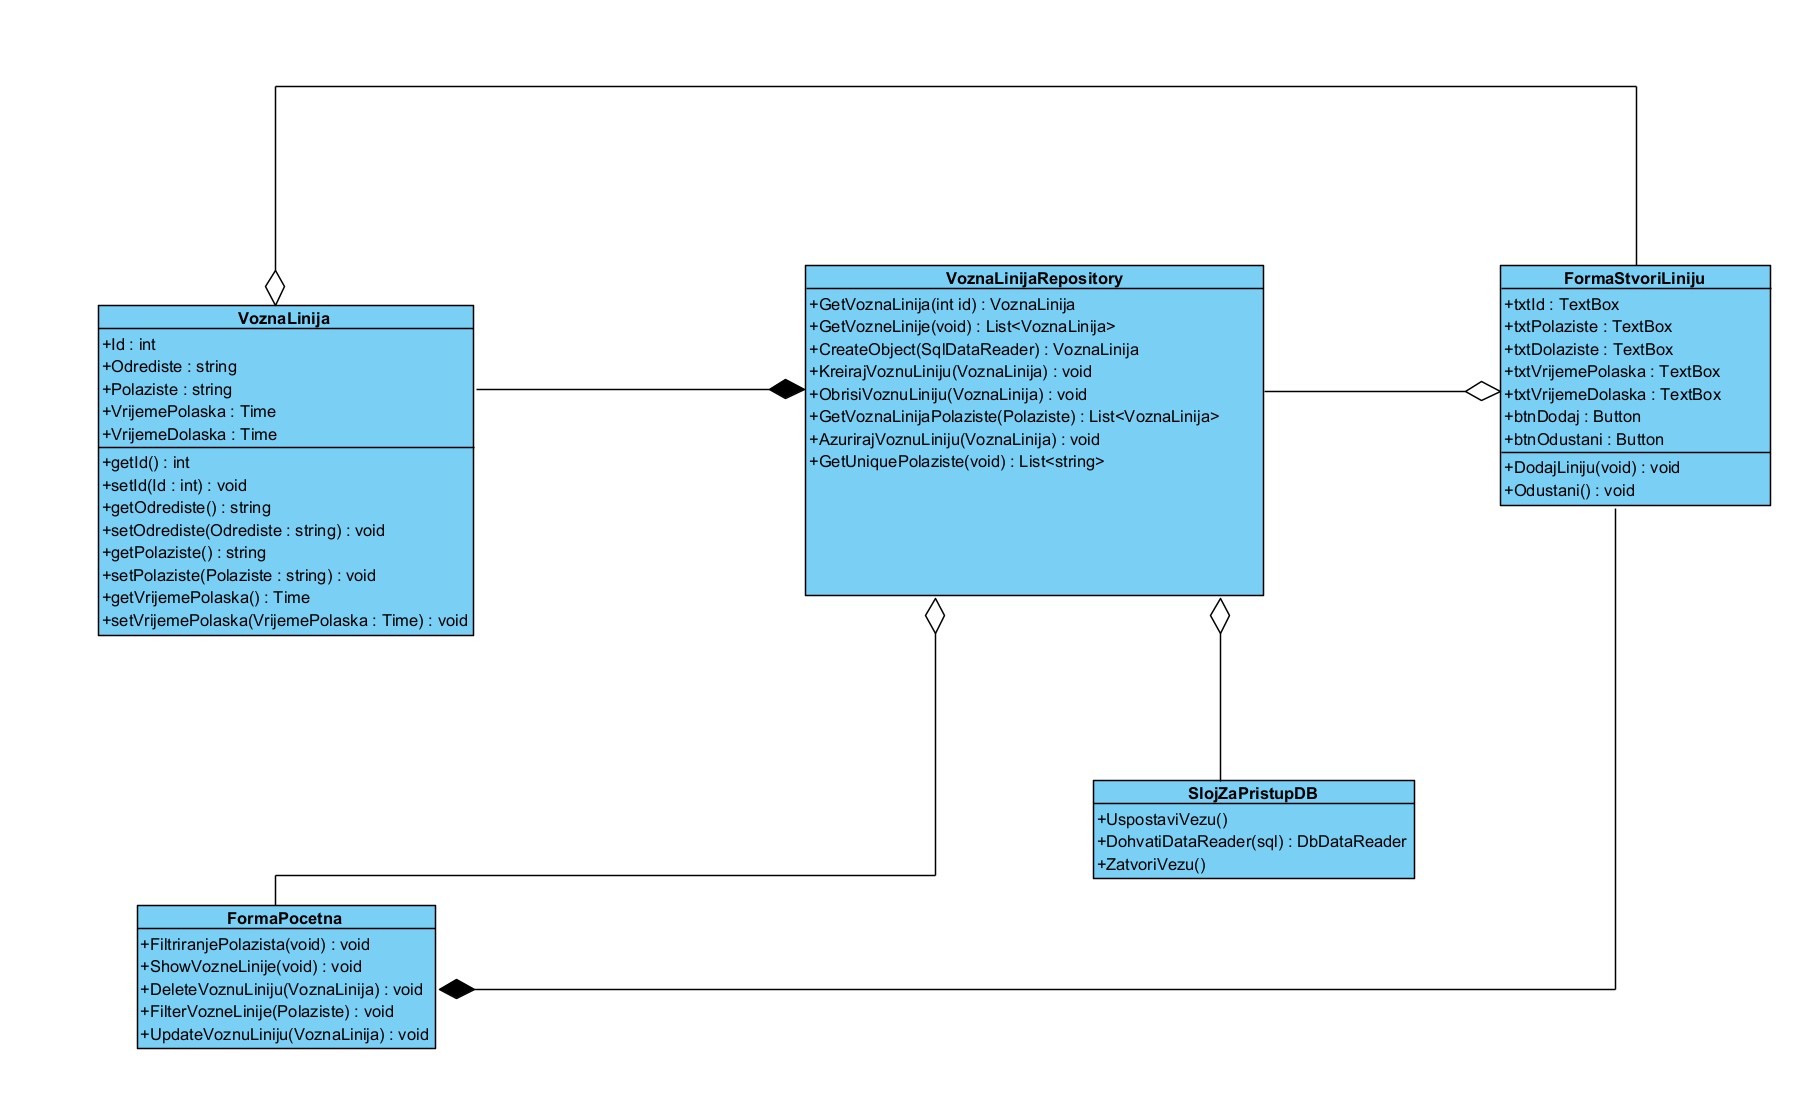 VoznaLinija
+Id : int
+Odrediste : string
+Polaziste : string
+VrijemePolaska : Time
+VrijemeDolaska : Time
+getId() : int
+setId(Id : int) : void
+getOdrediste() : string
+setOdrediste(Odrediste : string) : void
+getPolaziste() : string
+setPolaziste(Polaziste : string) : void
+getVrijemePolaska() : Time
+setVrijemePolaska(VrijemePolaska : Time) : void
VoznaLinijaRepository
+GetVoznaLinija(int id) : VoznaLinija
+GetVozneLinije(void) : List<VoznaLinija>
+CreateObject(SqlDataReader) : VoznaLinija
+KreirajVoznuLiniju(VoznaLinija) : void
+ObrisiVoznuLiniju(VoznaLinija) : void
+GetVoznaLinijaPolaziste(Polaziste) : List<VoznaLinija>
+AzurirajVoznuLiniju(VoznaLinija) : void
+GetUniquePolaziste(void) : List<string>
FormaStvoriLiniju
+txtId : TextBox
+txtPolaziste : TextBox
+txtDolaziste : TextBox
+txtVrijemePolaska : TextBox
+txtVrijemeDolaska : TextBox
+btnDodaj : Button
+btnOdustani : Button
+DodajLiniju(void) : void
+Odustani() : void
SlojZaPristupDB
+UspostaviVezu()
+DohvatiDataReader(sql) : DbDataReader
+ZatvoriVezu()
FormaPocetna
+FiltriranjePolazista(void) : void
+ShowVozneLinije(void) : void
+DeleteVoznuLiniju(VoznaLinija) : void
+FilterVozneLinije(Polaziste) : void
+UpdateVoznuLiniju(VoznaLinija) : void